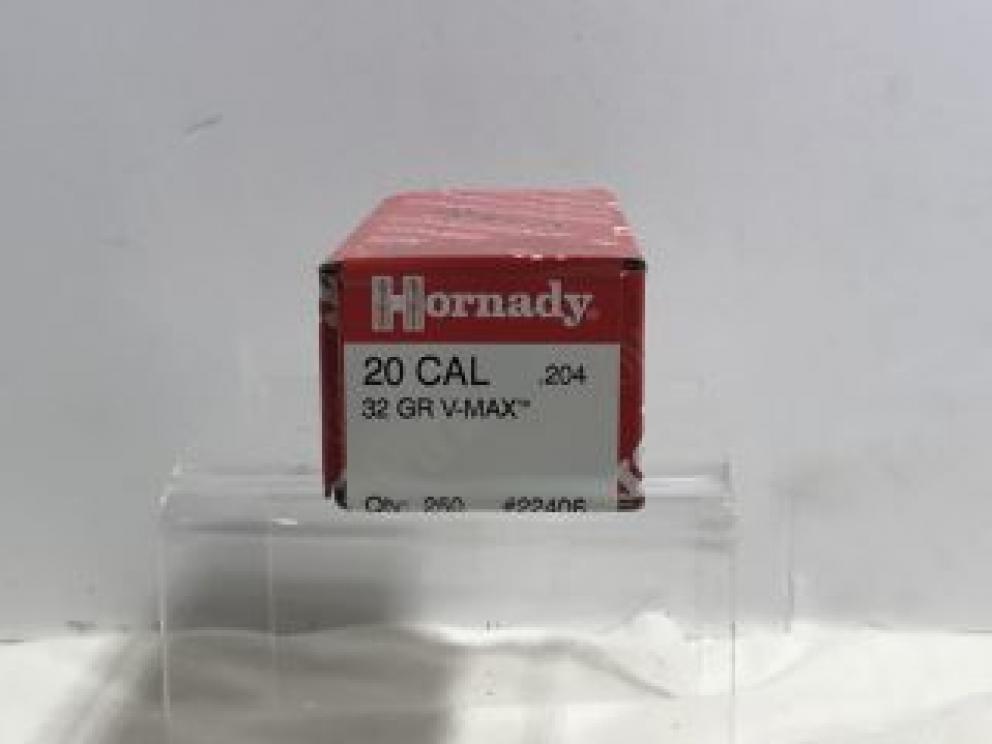 Hornady
20 CAL .204
32 GR V-MAX™
Qty: 250 #22406